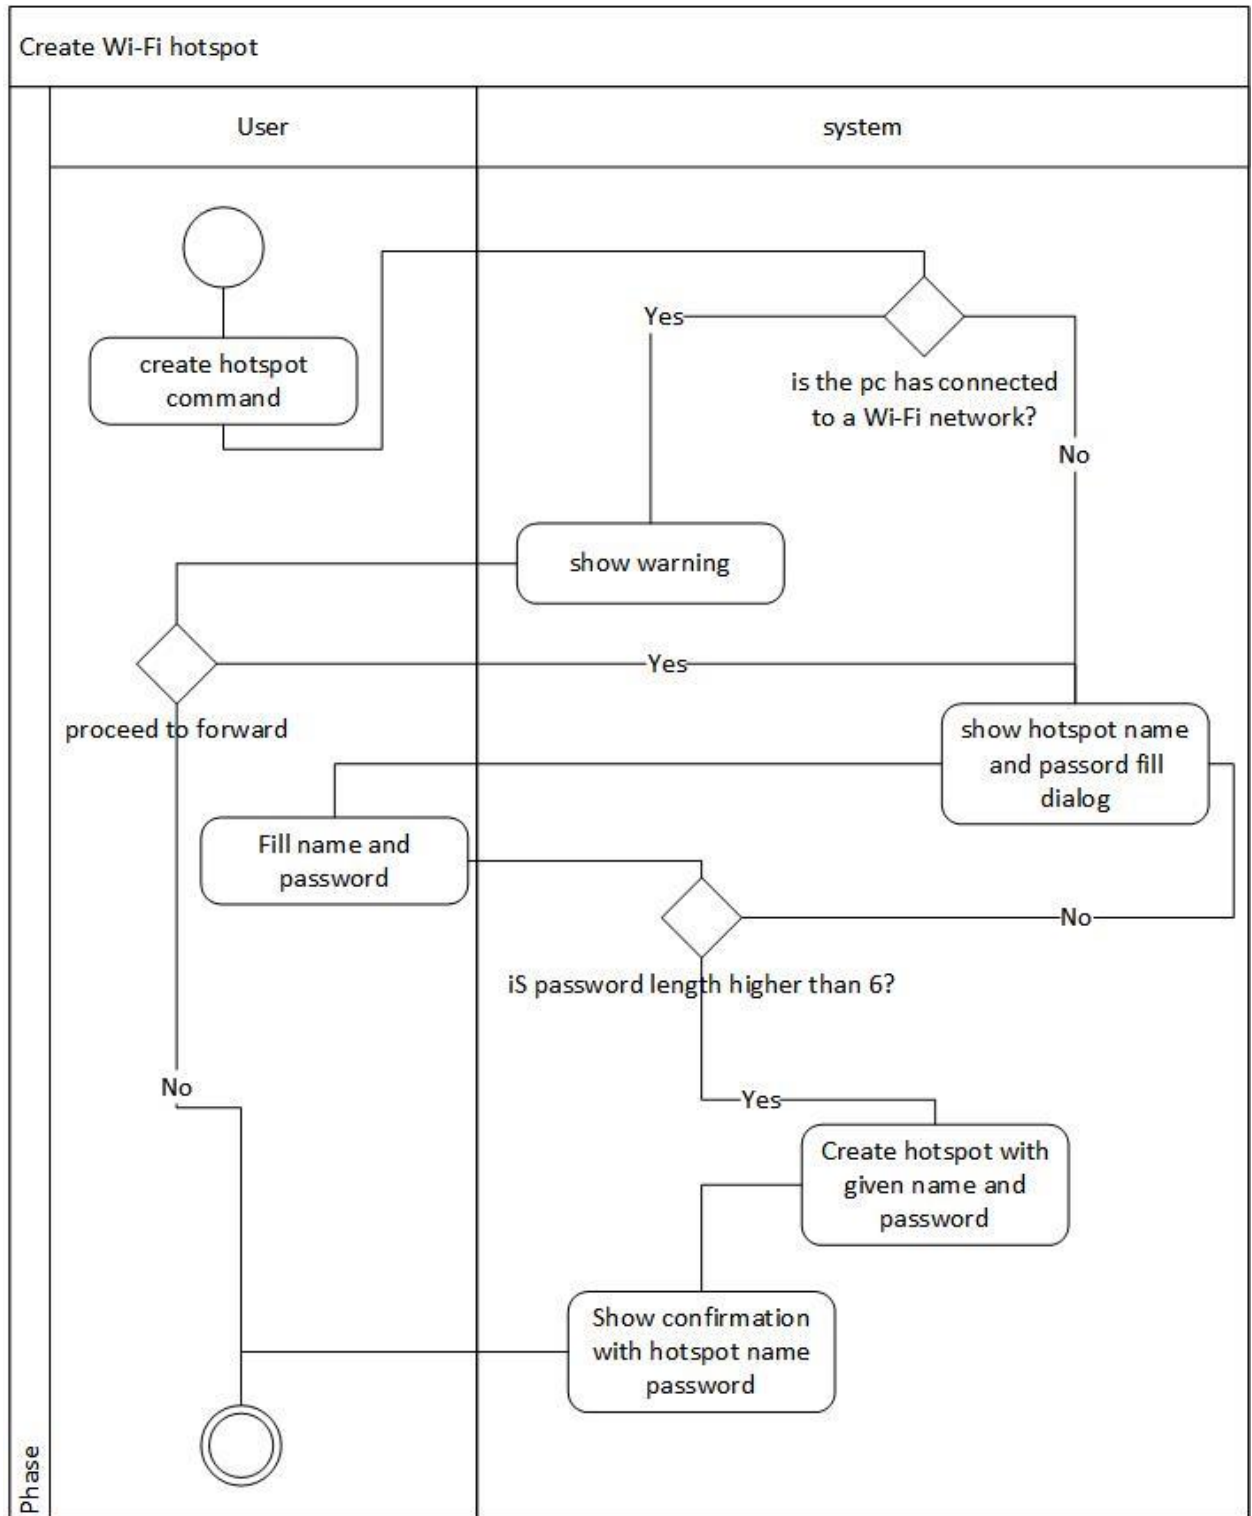 Create Wi-Fi hotspot
User
system
create hotspot
command
Yes
is the pc has connected
to a Wi-Fi network?
No
show warning
Yes
proceed to forward
show hotspot name
and passord fill
dialog
Fill name and
password
No
iS password length higher than 6?
No
Yes
Create hotspot with
given name and
password
Show confirmation
with hotspot name
password
Phase